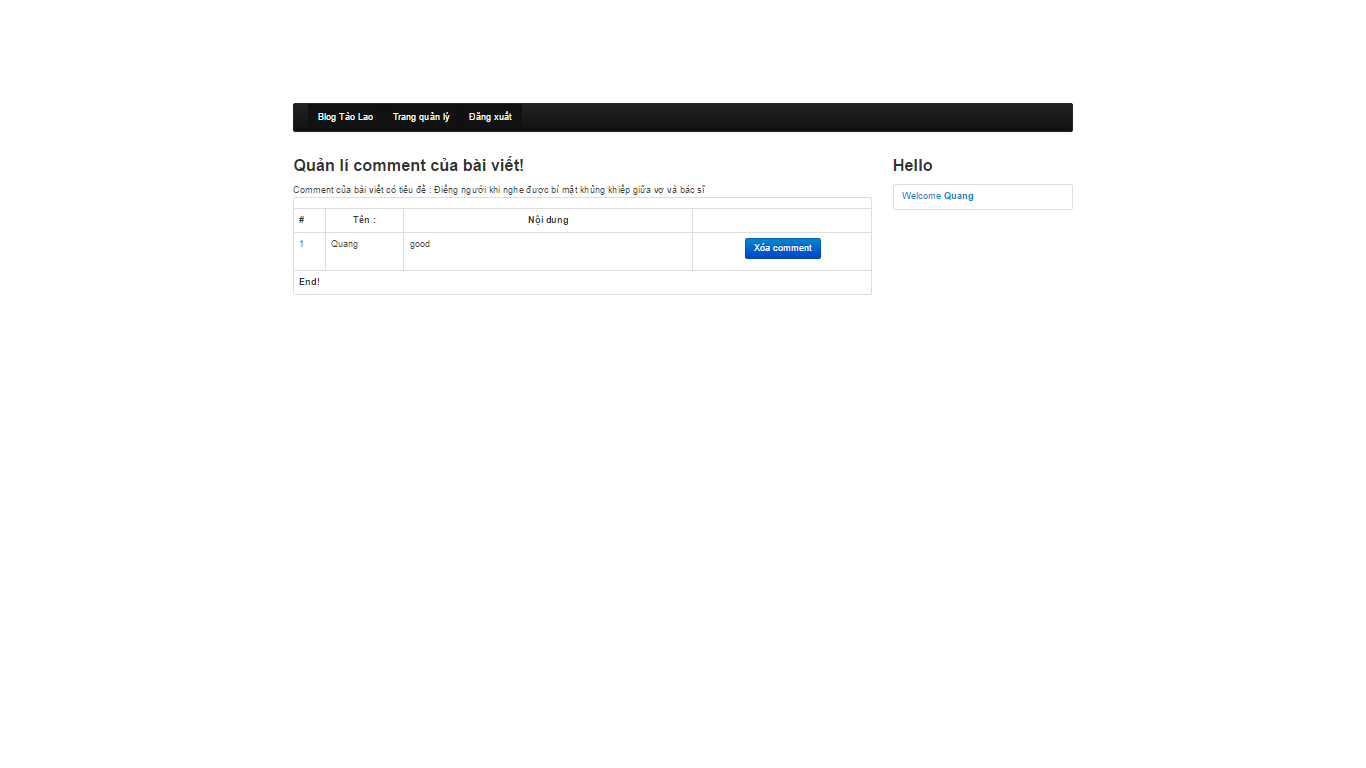 Blog Tảo Lao Trang quản lý Đăng xuất
Quản lí comment của bài viết!
Comment của bài viết có tiêu đề : Điếng người khi nghe được bí mật khủng khiếp giữa vợ và bác sĩ
# Tên : Nội dung
1 Quang good Xóa comment
End!
Hello
Welcome Quang